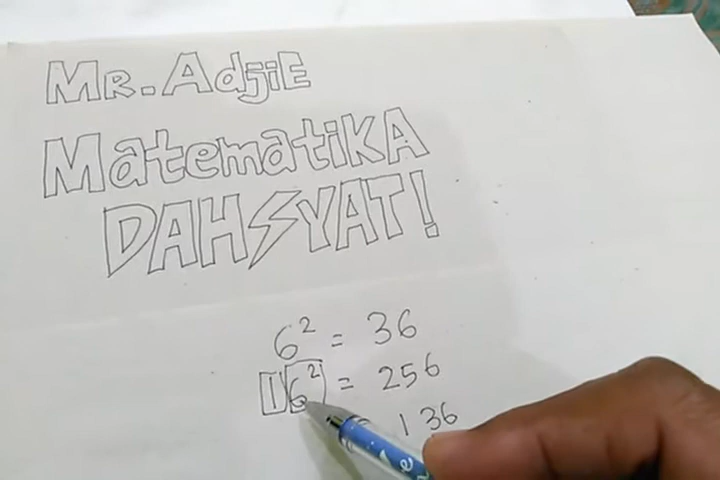 MR. AdjiE
MatematiKA
DAHSYAT!
6² = 36
16² = 256
136